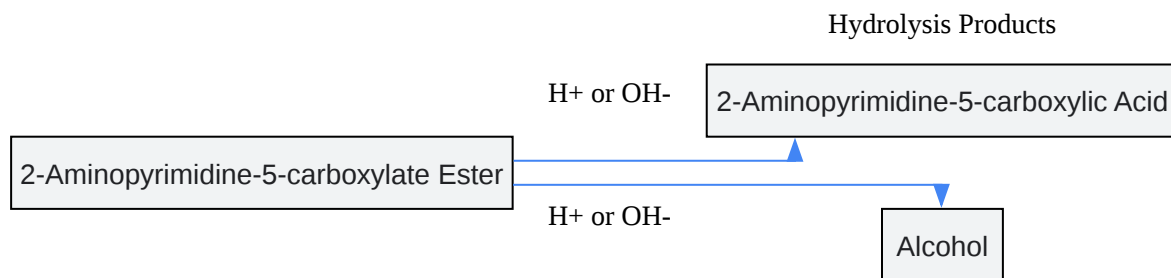 Hydrolysis Products
H+ or OH-
2-Aminopyrimidine-5-carboxylic Acid
2-Aminopyrimidine-5-carboxylate Ester
H+ or OH-
Alcohol